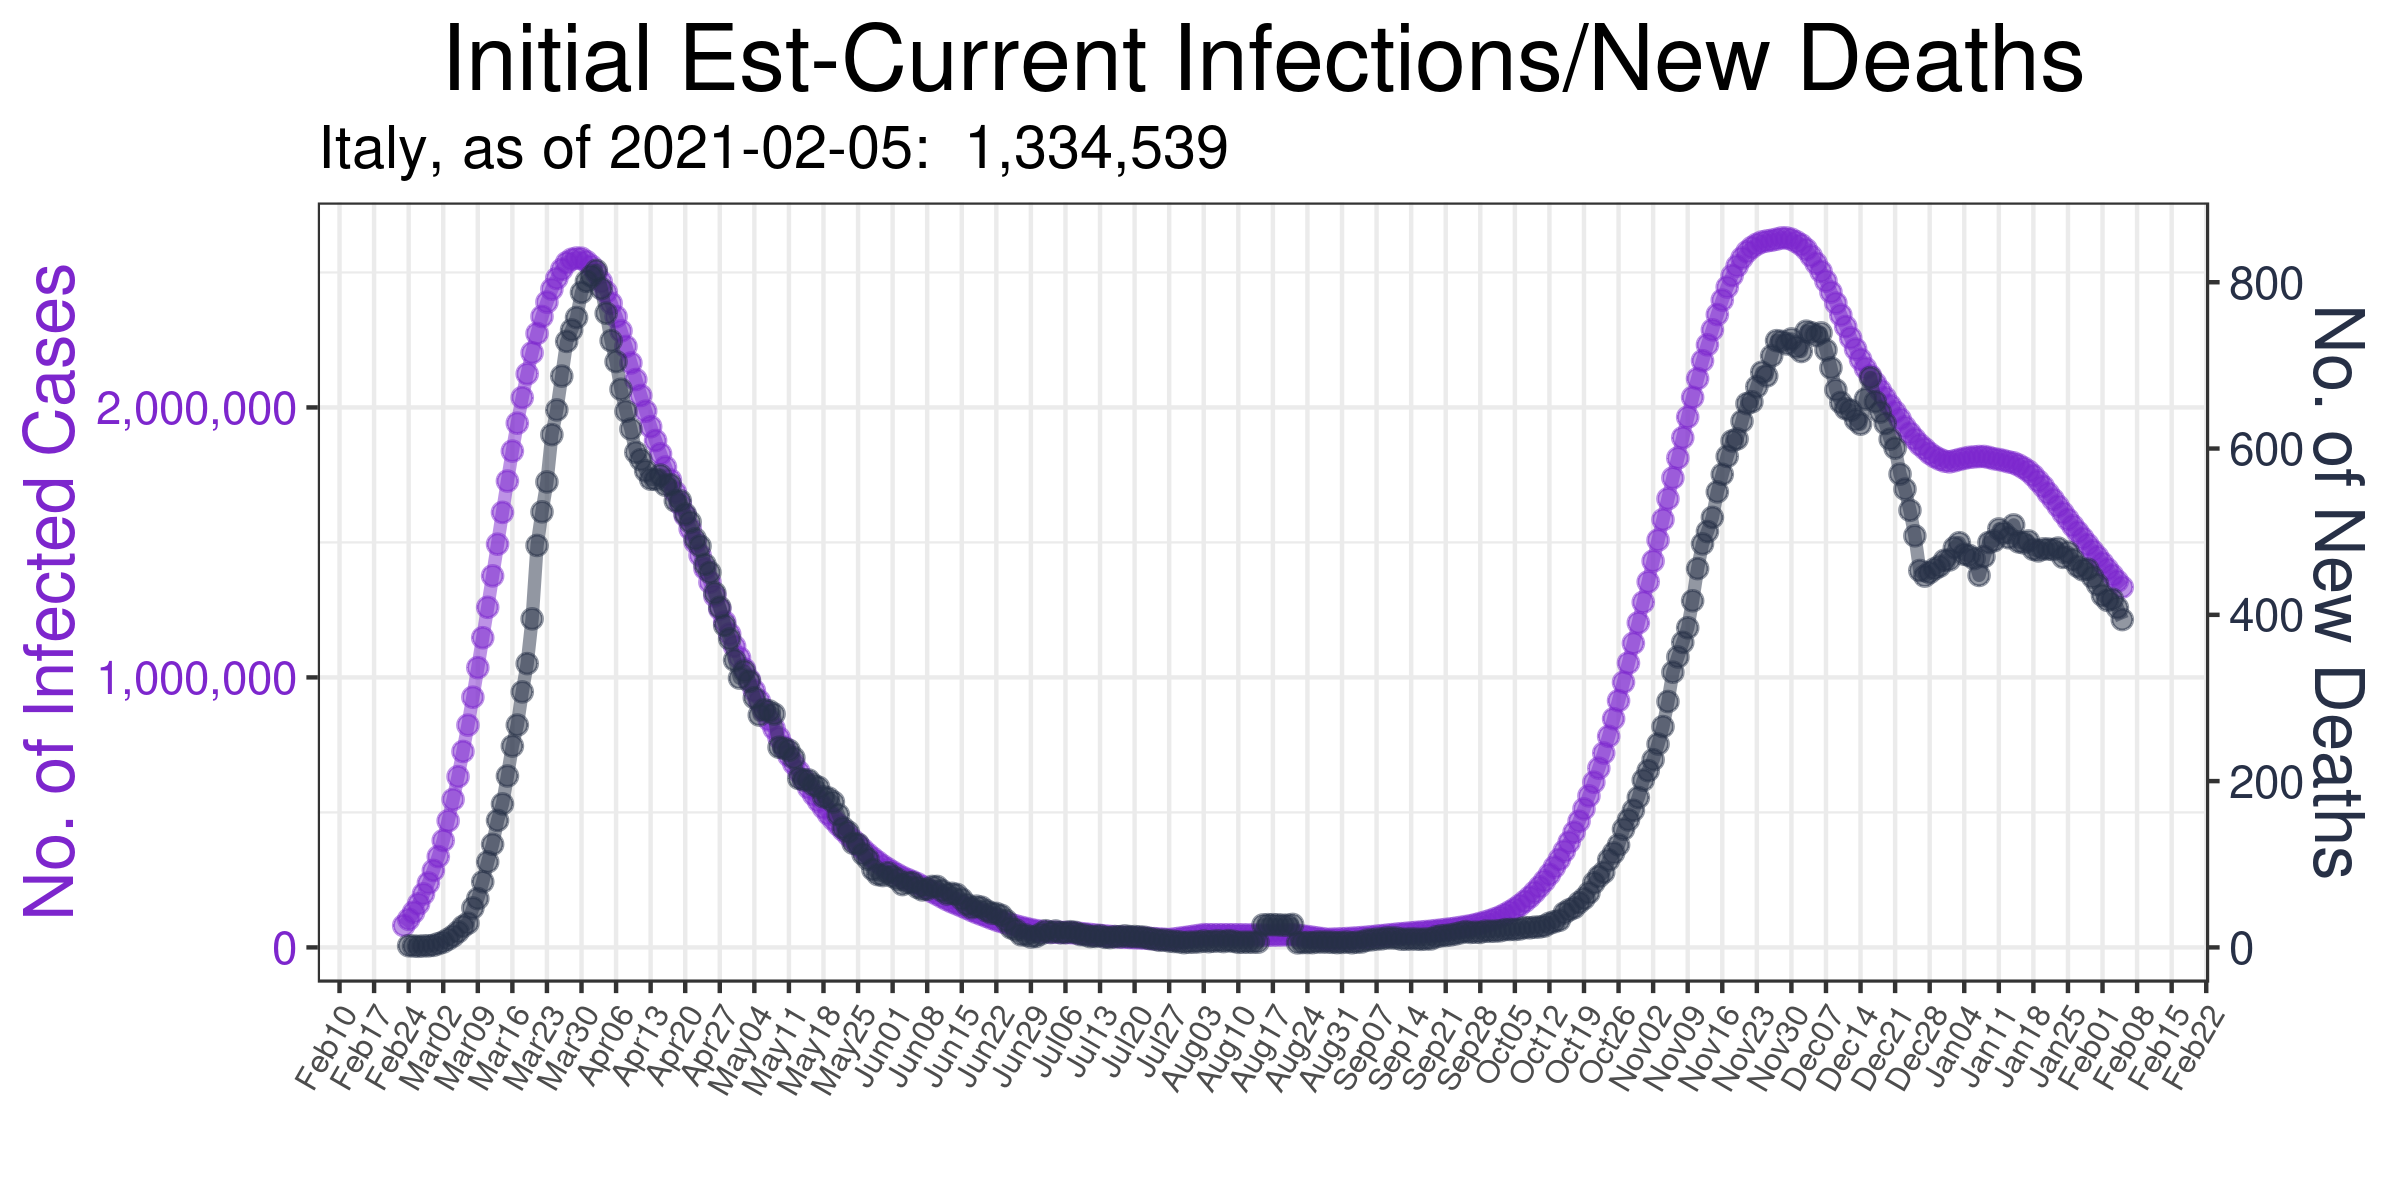 Initial Est-Current Infections/New Deaths
Italy, as of 2021-02-05:  1,334,539
No. of Infected Cases
2,000,000
1,000,000
0
800
600
400
200
0
No. of New Deaths
Feb10
Feb17
Feb24
Mar02
Mar09
Mar16
Mar23
Mar30
Apr06
Apr13
Apr20
Apr27
May04
May11
May18
May25
Jun01
Jun08
Jun15
Jun22
Jun29
Jul06
Jul13
Jul20
Jul27
Aug03
Aug10
Aug17
Aug24
Aug31
Sep07
Sep14
Sep21
Sep28
Oct05
Oct12
Oct19
Oct26
Nov02
Nov09
Nov16
Nov23
Nov30
Dec07
Dec14
Dec21
Dec28
Jan04
Jan11
Jan18
Jan25
Feb01
Feb08
Feb15
Feb22